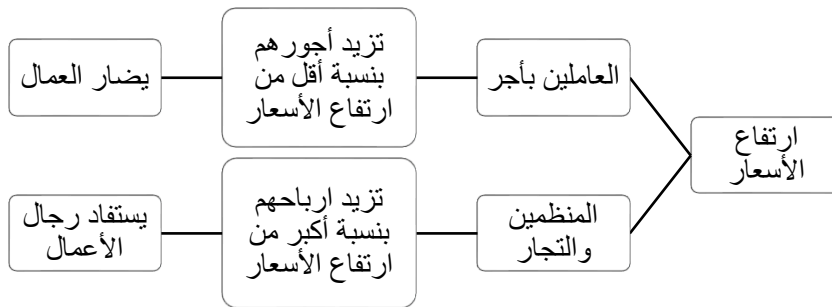 ارتفاع
الأسعار
العاملين بأجر
تزيد أجورهم
بنسبة أقل من
ارتفاع الأسعار
يضار العمال
المنظمين
والتجار
تزيد ارباحهم
بنسبة أكبر من
ارتفاع الأسعار
يستفاد رجال
الأعمال